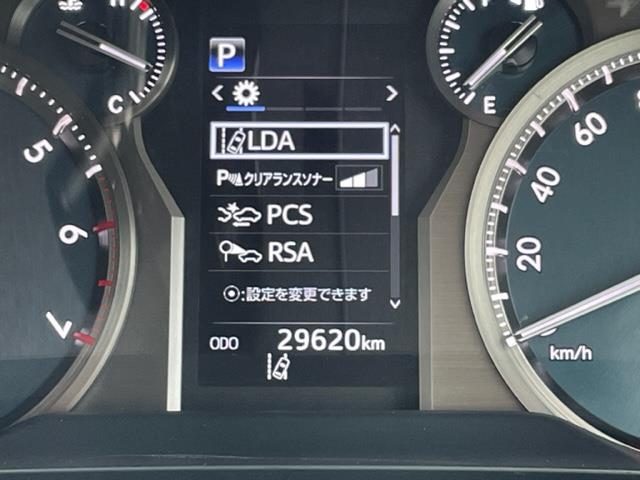 P
H
C
F
E
< >
LDA
P クリアランスソナー
PCS
RSA
:設定を変更できます
ODO 29620km
5
6
7
60
40
20
km/h